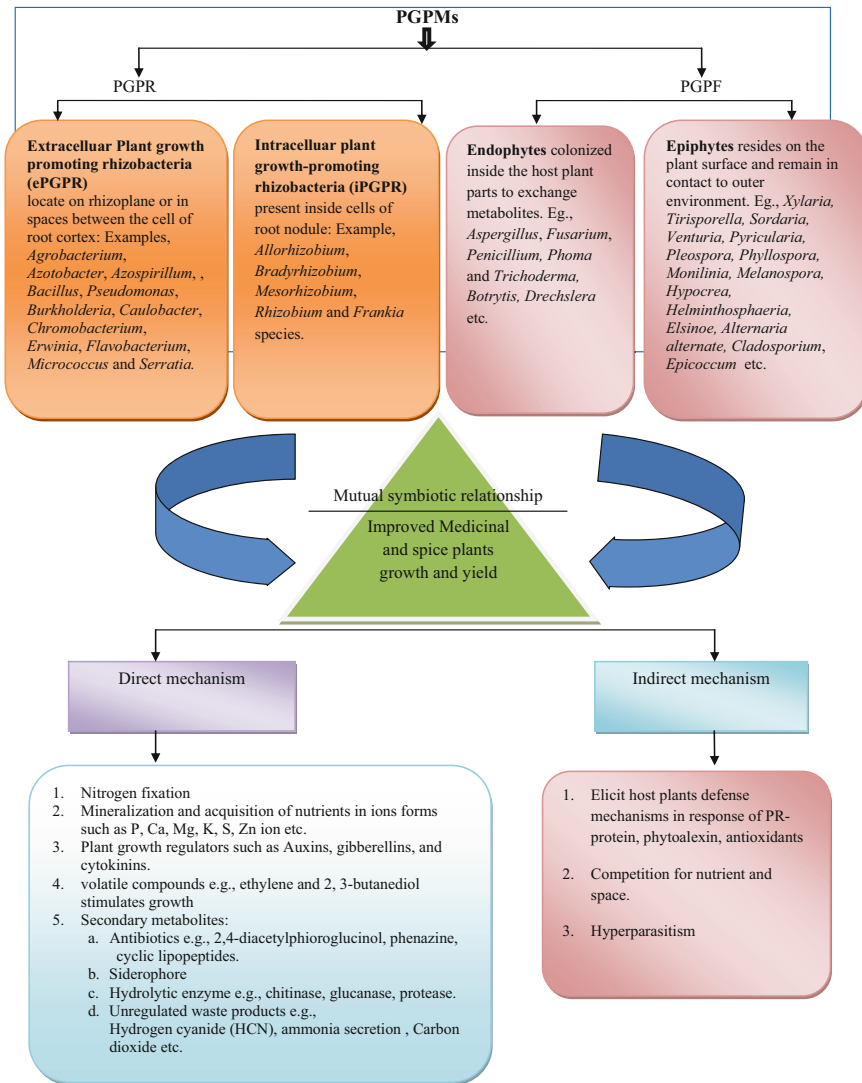 PGPMs
PGPR
PGPF
Extracelluar Plant growth
promoting rhizobacteria
(ePGPR)
locate on rhizoplane or in
spaces between the cell of
root cortex: Examples,
Agrobacterium,
Azotobacter, Azospirillum, ,
Bacillus, Pseudomonas,
Burkholderia, Caulobacter,
Chromobacterium,
Erwinia, Flavobacterium,
Micrococcus and Serratia.
Intracelluar plant
growth-promoting
rhizobacteria (iPGPR)
present inside cells of
root nodule: Example,
Allorhizobium,
Bradyrhizobium,
Mesorhizobium,
Rhizobium and Frankia
species.
Endophytes colonized
inside the host plant
parts to exchange
metabolites. Eg.,
Aspergillus, Fusarium,
Penicillium, Phoma
and Trichoderma,
Botrytis, Drechslera
etc.
Epiphytes resides on the
plant surface and remain in
contact to outer
environment. Eg., Xylaria,
Tirisporella, Sordaria,
Venturia, Pyricularia,
Pleospora, Phyllospora,
Monilinia, Melanospora,
Hypocrea,
Helminthosphaeria,
Elsinoe, Alternaria
alternate, Cladosporium,
Epicoccum etc.
Mutual symbiotic relationship
Improved Medicinal
and spice plants
growth and yield
Direct mechanism
Indirect mechanism
1. Nitrogen fixation
2. Mineralization and acquisition of nutrients in ions forms
such as P, Ca, Mg, K, S, Zn ion etc.
3. Plant growth regulators such as Auxins, gibberellins, and
cytokinins.
4. volatile compounds e.g., ethylene and 2, 3-butanediol
stimulates growth
5. Secondary metabolites:
a. Antibiotics e.g., 2,4-diacetylphioroglucinol, phenazine,
cyclic lipopeptides.
b. Siderophore
c. Hydrolytic enzyme e.g., chitinase, glucanase, protease.
d. Unregulated waste products e.g.,
Hydrogen cyanide (HCN), ammonia secretion , Carbon
dioxide etc.
1. Elicit host plants defense
mechanisms in response of PR-
protein, phytoalexin, antioxidants
2. Competition for nutrient and
space.
3. Hyperparasitism